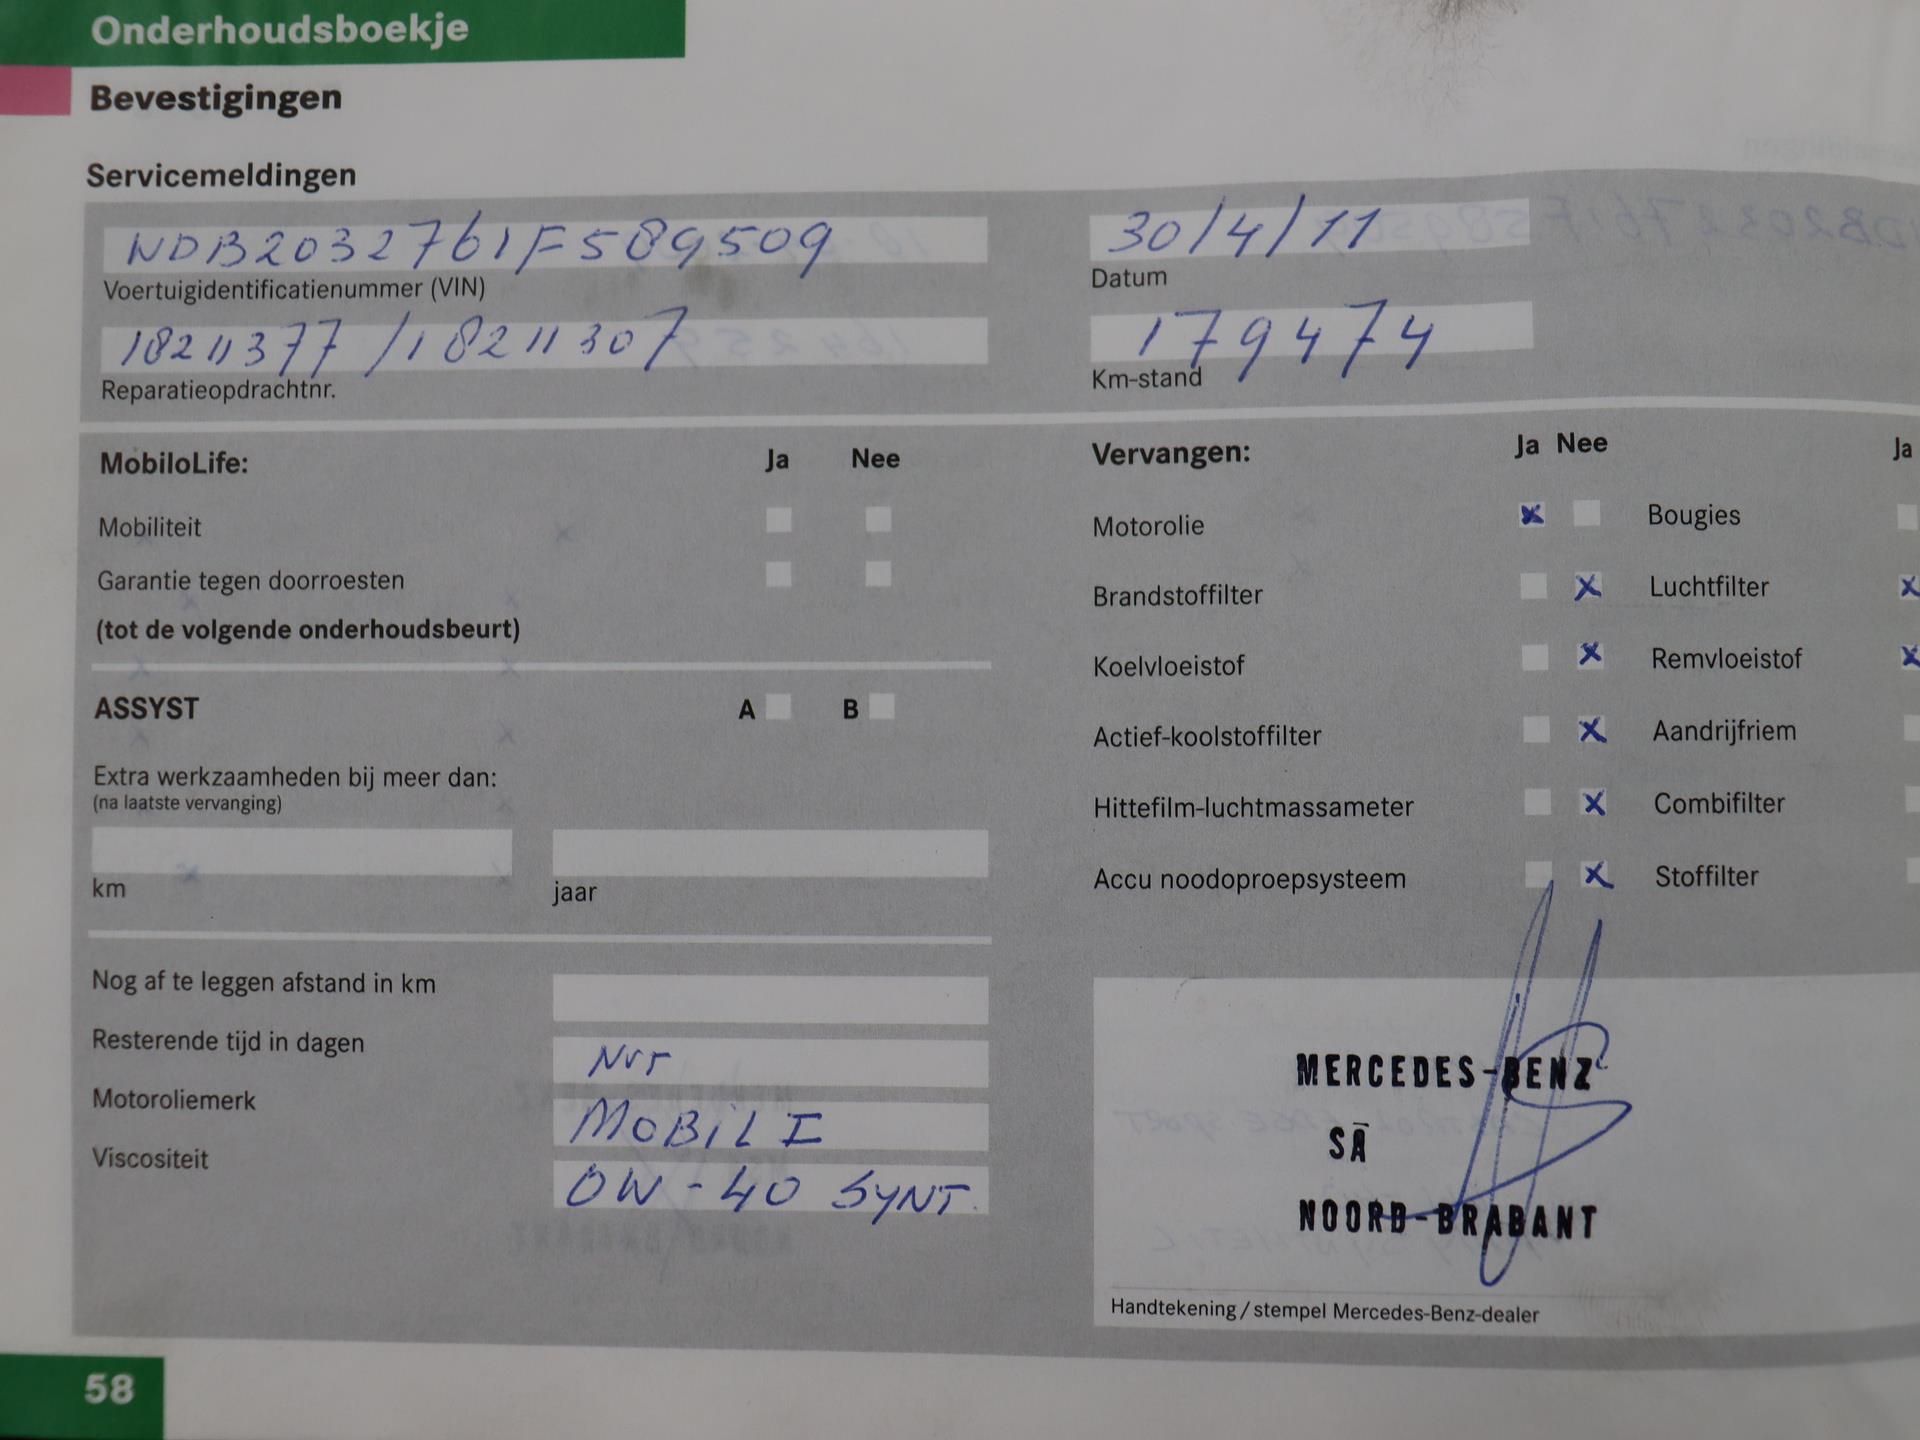 Onderhoudsboekje
Bevestigingen
Servicemeldingen
WDB2032761F589509
Voertuigidentificatienummer (VIN)
30/4/11
Datum
18211377/18211307
Reparatieopdrachtnr.
179474
Km-stand
MobiloLife: Ja Nee
Mobiliteit
Garantie tegen doorroesten
(tot de volgende onderhoudsbeurt)
ASSYST A B
Extra werkzaamheden bij meer dan:
(na laatste vervanging)
km jaar
Nog af te leggen afstand in km
Resterende tijd in dagen NVT
Motoroliemerk MOBIL I
Viscositeit 0W-40 SYNT.
Vervangen: Ja Nee Ja
Motorolie Bougies
Brandstoffilter Luchtfilter
Koelvloeistof Remvloeistof
Actief-koolstoffilter Aandrijfriem
Hittefilm-luchtmassameter Combifilter
Accu noodoproepsysteem Stoffilter
MERCEDES-BENZ
SA
NOORD-BRABANT
Handtekening / stempel Mercedes-Benz-dealer
58